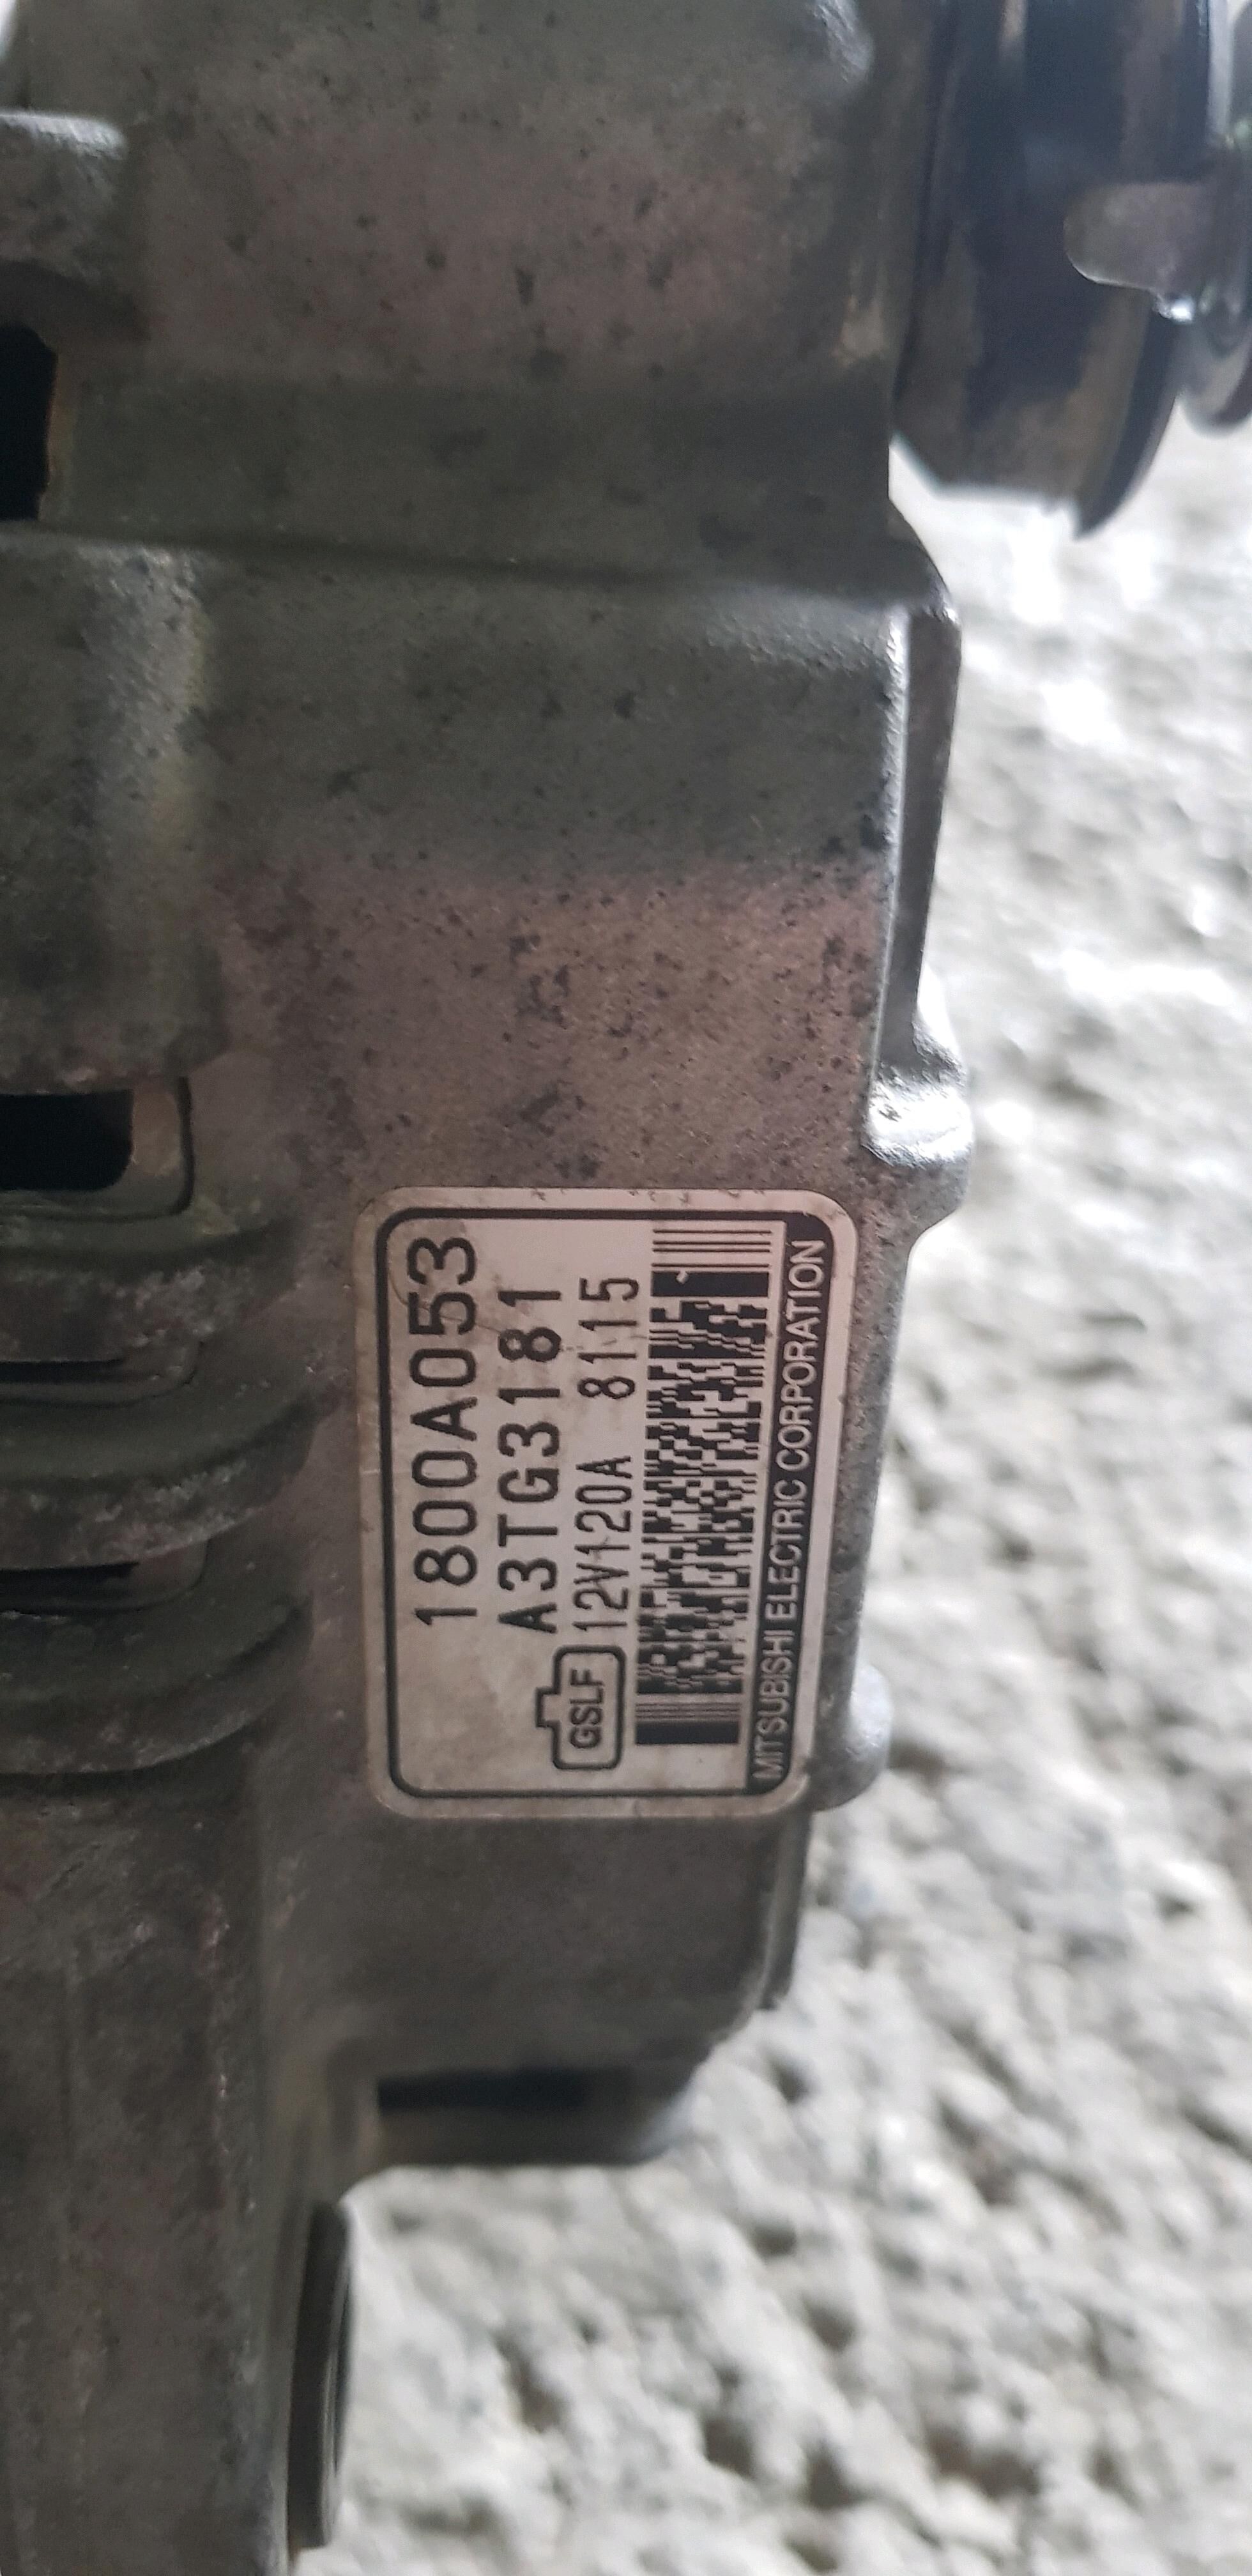 1800A053
A3TG3181
GSLF 12V120A 8115
MITSUBISHI ELECTRIC CORPORATION